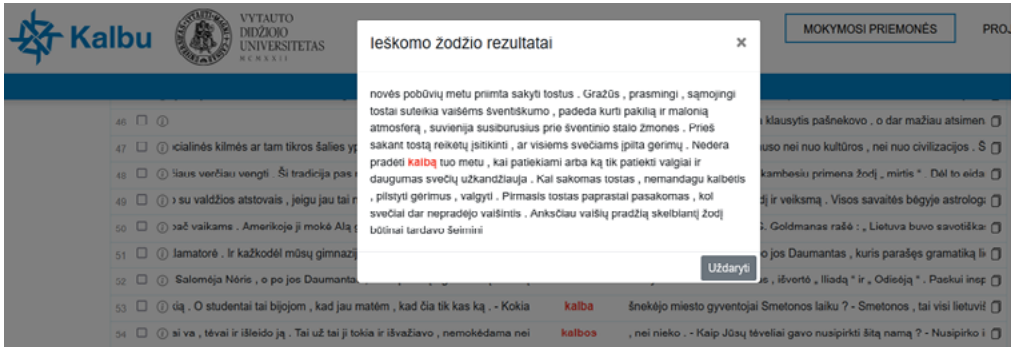 Kalbu
VYTAUTO
DIDŽIOJO
UNIVERSITETAS
MCMXXII
MOKYMOSI PRIEMONĖS
PROJ
Ieškomo žodžio rezultatai
×
novės pobūvių metu priimta sakyti tostus . Gražūs , prasmingi , sąmojingi
tostai suteikia vaišėms šventiškumo , padeda kurti pakilią ir malonią
atmosferą , suvienija susibūrusius prie šventinio stalo žmones . Prieš
sakant tostą reikėtų įsitikinti , ar visiems svečiams įpilta gėrimų . Nedera
pradėti kalbą tuo metu , kai patiekiami arba ką tik patiekti valgiai ir
daugumas svečių užkandžiauja . Kai sakomas tostas , nemandagu kalbėtis
, pilstyti gėrimus , valgyti . Pirmasis tostas paprastai pasakomas , kol
svečiai dar nepradėjo vaišintis . Anksčiau vaišių pradžią skelbiantį žodį
būtinai tardavo šeimini
Uždaryti
46 klausytis pašnekovo , o dar mažiau atsimen
47 ocialinės kilmės ar tam tikros šalies yp uso nei nuo kultūros , nei nuo civilizacijos . Š
48 šiaus verčiau vengti . Ši tradicija pas kambesiu primena žodį „ mirtis " . Dėl to eida
49 su valdžios atstovais , jeigu jau tai r ir veiksmą . Visos savaitės bėgyje astrologa
50 pač vaikams . Amerikoje ji mokė Alą Goldmanas rašė : „ Lietuva buvo savotiškas
51 lamatorė . Ir kažkodėl mūsų gimnazij o jos Daumantas , kuris parašęs gramatiką li
52 Salomėja Nėris , o po jos Daumanta , išvertė „ Iliadą " ir „ Odisėją " . Paskui insp
53 kią . O studentai tai bijojom , kad jau matėm , kad čia tik kas ką . - Kokia kalba šnekėjo miesto gyventojai Smetonos laiku ? - Smetonos , tai visi lietuviš
54 si va , tėvai ir išleido ją . Tai už tai ji tokia ir išvažiavo , nemokėdama nei kalbos , nei nieko . - Kaip Jūsų tėveliai gavo nusipirkti šitą namą ? - Nusipirko i